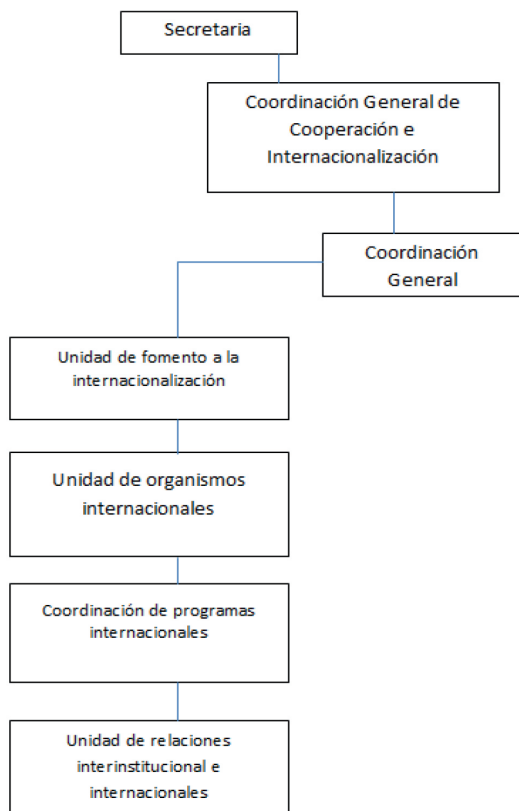 Secretaria
Coordinación General de
Cooperación e
Internacionalización
Coordinación
General
Unidad de fomento a la
internacionalización
Unidad de organismos
internacionales
Coordinación de programas
internacionales
Unidad de relaciones
interinstitucional e
internacionales